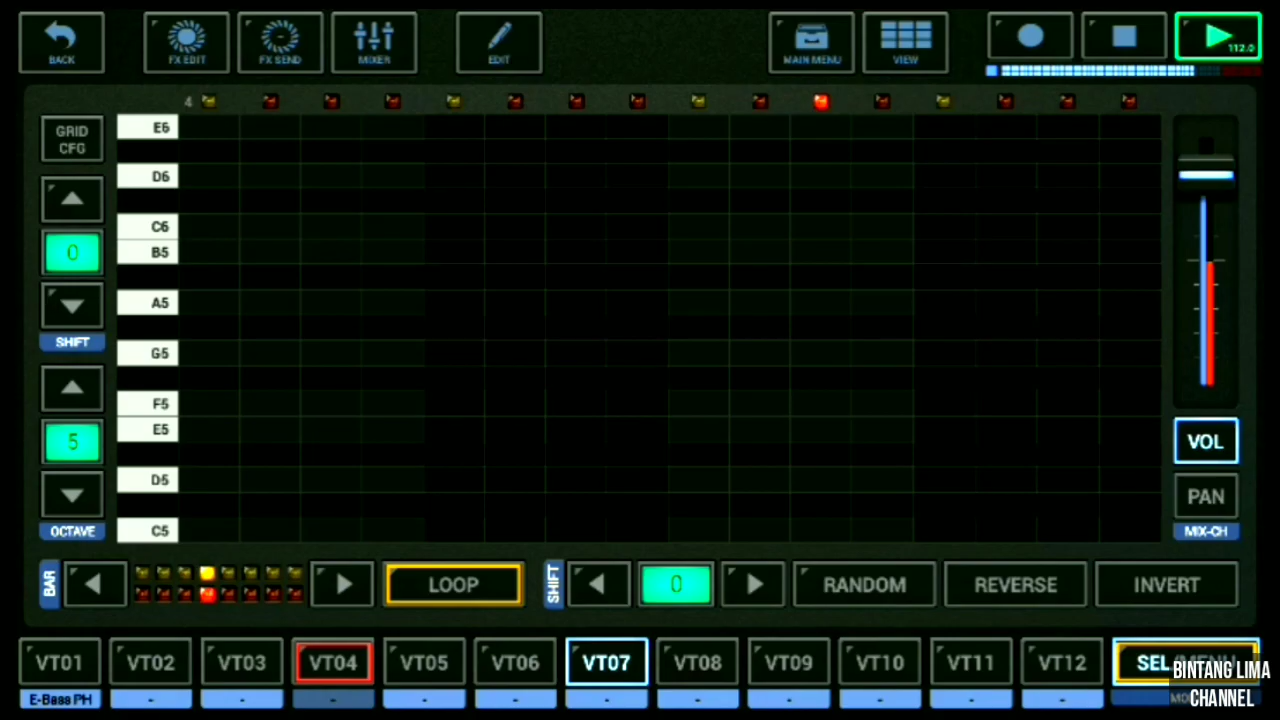 BACK
FX EDIT
FX SEND
MIXER
EDIT
MAIN MENU
VIEW
112.0
4
GRID
CFG
E6
D6
C6
B5
A5
G5
F5
E5
D5
C5
0
SHIFT
5
OCTAVE
VOL
PAN
MIX-CH
BAR
LOOP
SHIFT
0
RANDOM
REVERSE
INVERT
VT01
VT02
VT03
VT04
VT05
VT06
VT07
VT08
VT09
VT10
VT11
VT12
E-Bass PH
- - - - - - - - - - -
BINTANG LIMA
CHANNEL